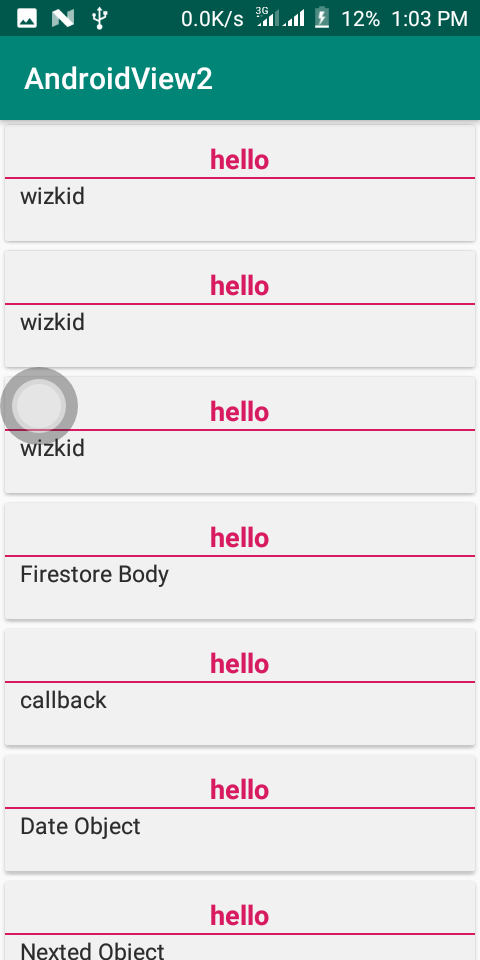 0.0K/s 3G 12% 1:03 PM
AndroidView2
hello
wizkid
hello
wizkid
hello
wizkid
hello
Firestore Body
hello
callback
hello
Date Object
hello
Nexted Object